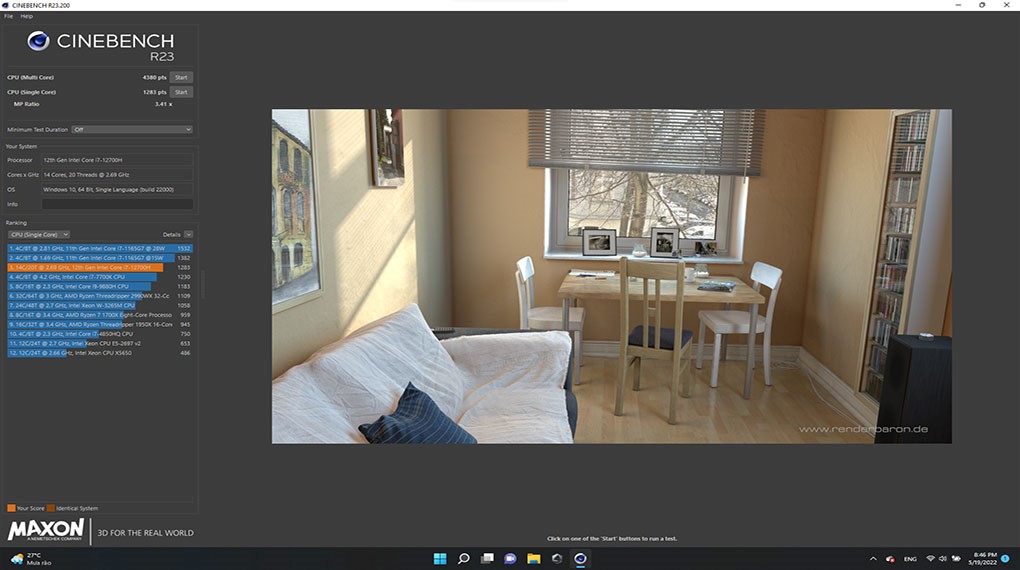 CINEBENCH R23.200
File Help
CINEBENCH
R23
CPU (Multi Core) 4380 pts Start
CPU (Single Core) 1283 pts Start
MP Ratio 3.41 x
Minimum Test Duration Off
Your System
Processor 12th Gen Intel Core i7-12700H
Cores x GHz 14 Cores, 20 Threads @ 2.69 GHz
OS Windows 10, 64 Bit, Single Language (build 22000)
Info
Ranking
CPU (Single Core) Details
1. 4C/8T @ 2.81 GHz, 11th Gen Intel Core i7-1165G7 @ 28W 1532
2. 4C/8T @ 1.69 GHz, 11th Gen Intel Core i7-1165G7 @15W 1382
3. 14C/20T @ 2.69 GHz, 12th Gen Intel Core i7-12700H 1283
4. 4C/8T @ 4.2 GHz, Intel Core i7-7700K CPU 1230
5. 8C/16T @ 2.3 GHz, Intel Core i9-9880H CPU 1183
6. 32C/64T @ 3 GHz, AMD Ryzen Threadripper 2990WX 32-Co 1109
7. 24C/48T @ 2.7 GHz, Intel Xeon W-3265M CPU 1058
8. 8C/16T @ 3.4 GHz, AMD Ryzen 7 1700X Eight-Core Processo 959
9. 16C/32T @ 3.4 GHz, AMD Ryzen Threadripper 1950X 16-Core 945
10. 4C/8T @ 2.3 GHz, Intel Core i7-4850HQ CPU 750
11. 12C/24T @ 2.7 GHz, Intel Xeon CPU E5-2697 v2 653
12. 12C/24T @ 2.66 GHz, Intel Xeon CPU X5650 486
www.renderbaron.de
Your Score Identical System
MAXON
A NEMETSCHEK COMPANY
3D FOR THE REAL WORLD
Click on one of the 'Start' buttons to run a test.
27°C
Mưa rào
ENG
8:46 PM
5/19/2022
1